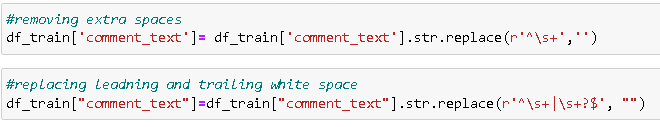 #removing extra spaces
df_train['comment_text']= df_train['comment_text'].str.replace(r'^\s+','')
#replacing leadning and trailing white space
df_train["comment_text"]=df_train["comment_text"].str.replace(r'^\s+|\s+?$', "")